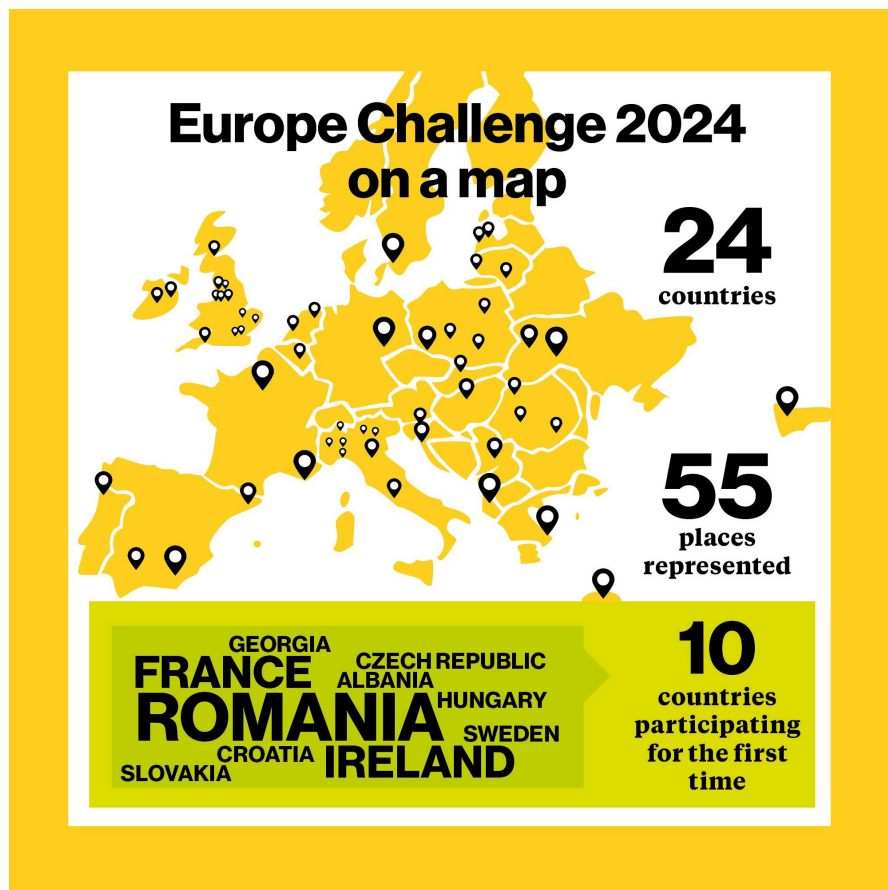 Europe Challenge 2024
on a map
24
countries
55
places
represented
GEORGIA
FRANCE
CZECH REPUBLIC
ALBANIA
ROMANIA
HUNGARY
SWEDEN
CROATIA
IRELAND
SLOVAKIA
10
countries
participating
for the first
time